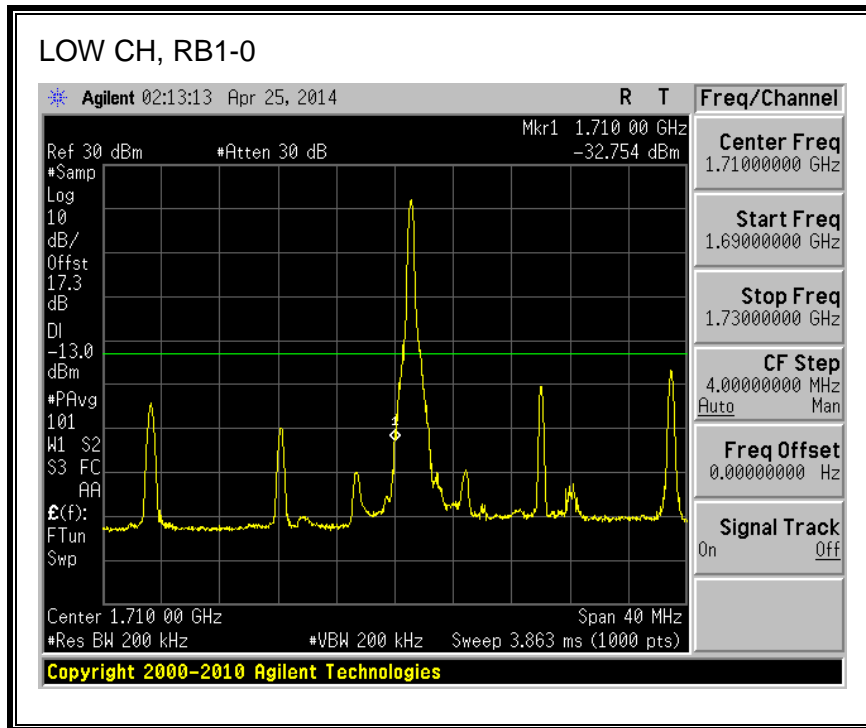 LOW CH, RB1-0
Agilent 02:13:13 Apr 25, 2014 R T
Freq/Channel
Mkr1 1.710 00 GHz
Ref 30 dBm #Atten 30 dB -32.754 dBm
#Samp
Log
10
dB/
Offst
17.3
dB
DI
-13.0
dBm
#PAvg
101
W1 S2
S3 FC
AA
£(f):
FTun
Swp
1
Center 1.710 00 GHz Span 40 MHz
#Res BW 200 kHz #VBW 200 kHz Sweep 3.863 ms (1000 pts)
Center Freq
1.71000000 GHz
Start Freq
1.69000000 GHz
Stop Freq
1.73000000 GHz
CF Step
4.00000000 MHz
Auto Man
Freq Offset
0.00000000 Hz
Signal Track
On Off
Copyright 2000-2010 Agilent Technologies